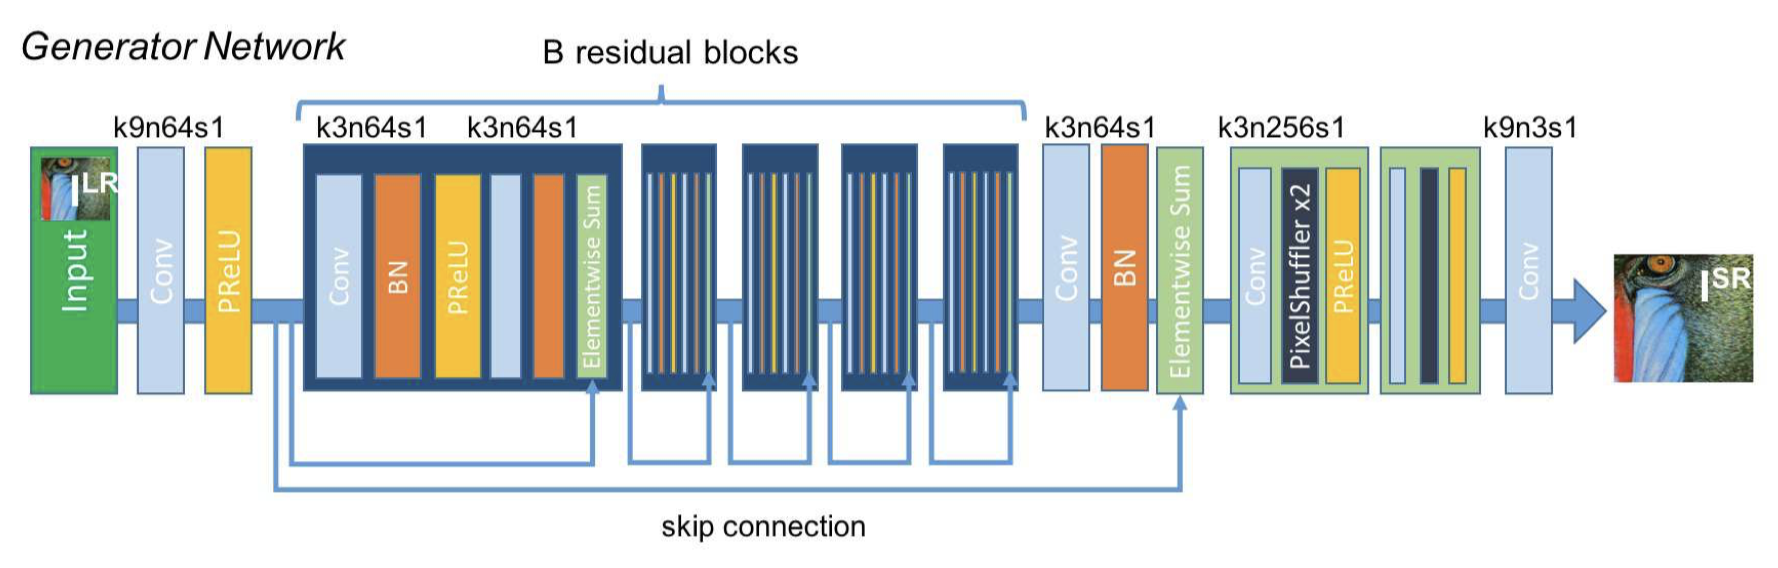 Generator Network
B residual blocks
k9n64s1
k3n64s1
k3n64s1
k3n64s1
k3n256s1
k9n3s1
I LR
Input
Conv
PReLU
Conv
BN
PReLU
Elementwise Sum
Conv
BN
Elementwise Sum
Conv
PixelShuffler x2
PReLU
Conv
I SR
skip connection